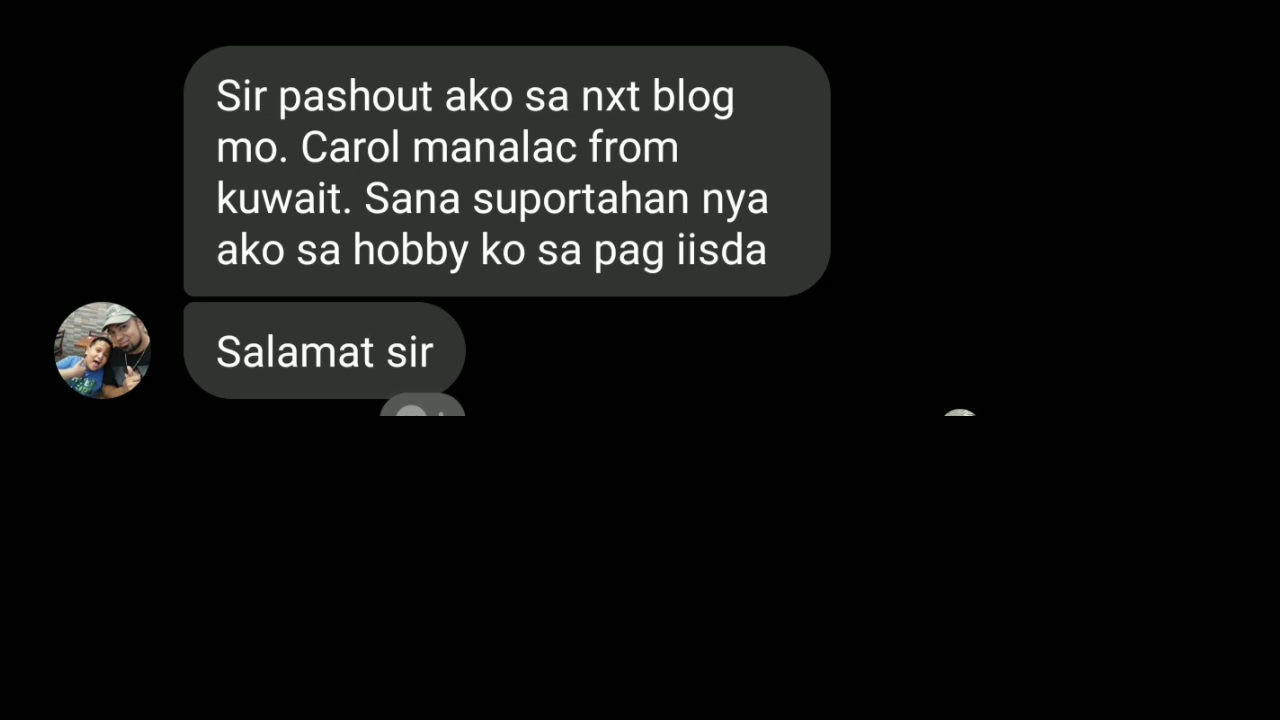 Sir pashout ako sa nxt blog
mo. Carol manalac from
kuwait. Sana suportahan nya
ako sa hobby ko sa pag iisda
Salamat sir